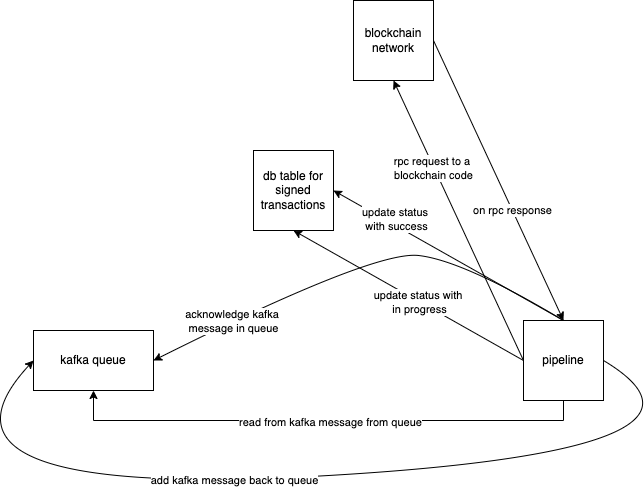 blockchain
network
rpc request to a
blockchain code
db table for
signed
transactions
on rpc response
update status
with success
update status with
in progress
acknowledge kafka
message in queue
kafka queue
pipeline
read from kafka message from queue
add kafka message back to queue